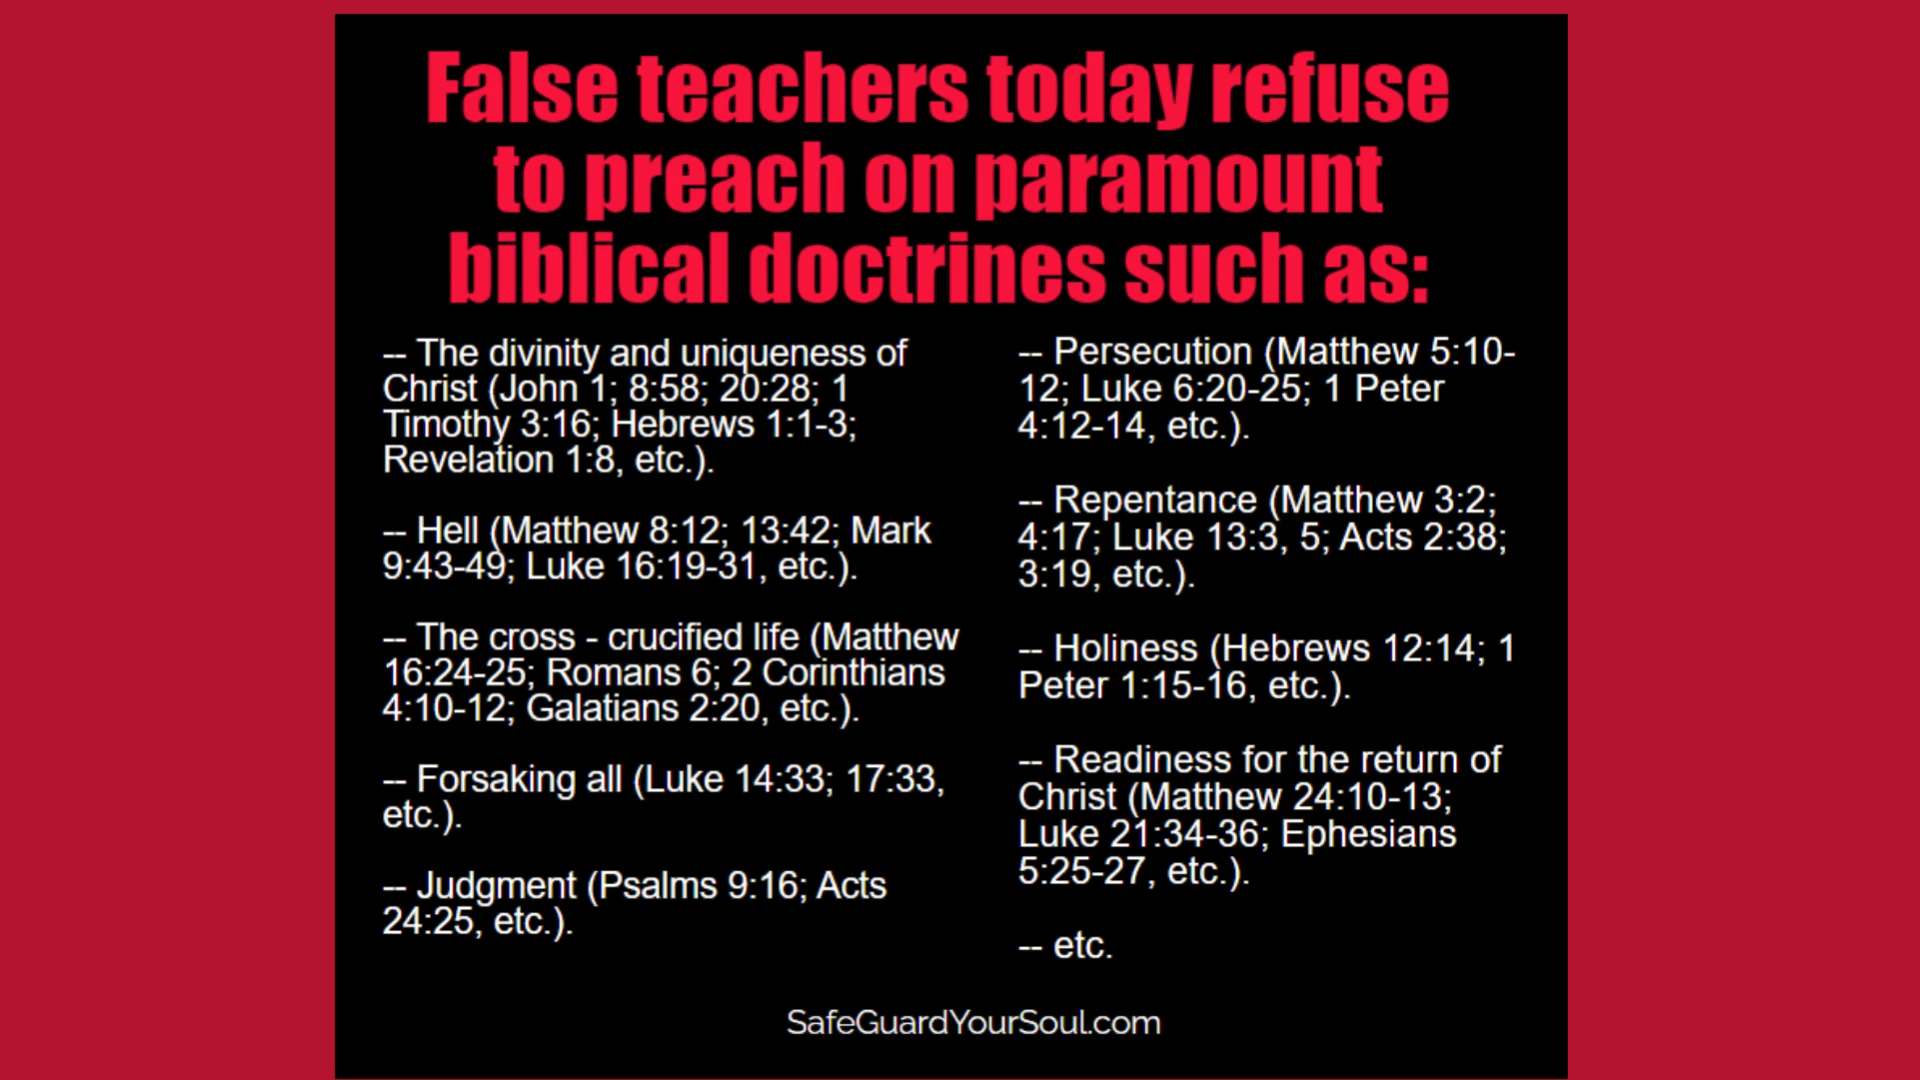 False teachers today refuse
to preach on paramount
biblical doctrines such as:
-- The divinity and uniqueness of
Christ (John 1; 8:58; 20:28; 1
Timothy 3:16; Hebrews 1:1-3;
Revelation 1:8, etc.).
-- Hell (Matthew 8:12; 13:42; Mark
9:43-49; Luke 16:19-31, etc.).
-- The cross - crucified life (Matthew
16:24-25; Romans 6; 2 Corinthians
4:10-12; Galatians 2:20, etc.).
-- Forsaking all (Luke 14:33; 17:33,
etc.).
-- Judgment (Psalms 9:16; Acts
24:25, etc.).
-- Persecution (Matthew 5:10-
12; Luke 6:20-25; 1 Peter
4:12-14, etc.).
-- Repentance (Matthew 3:2;
4:17; Luke 13:3, 5; Acts 2:38;
3:19, etc.).
-- Holiness (Hebrews 12:14; 1
Peter 1:15-16, etc.).
-- Readiness for the return of
Christ (Matthew 24:10-13;
Luke 21:34-36; Ephesians
5:25-27, etc.).
-- etc.
SafeGuardYourSoul.com